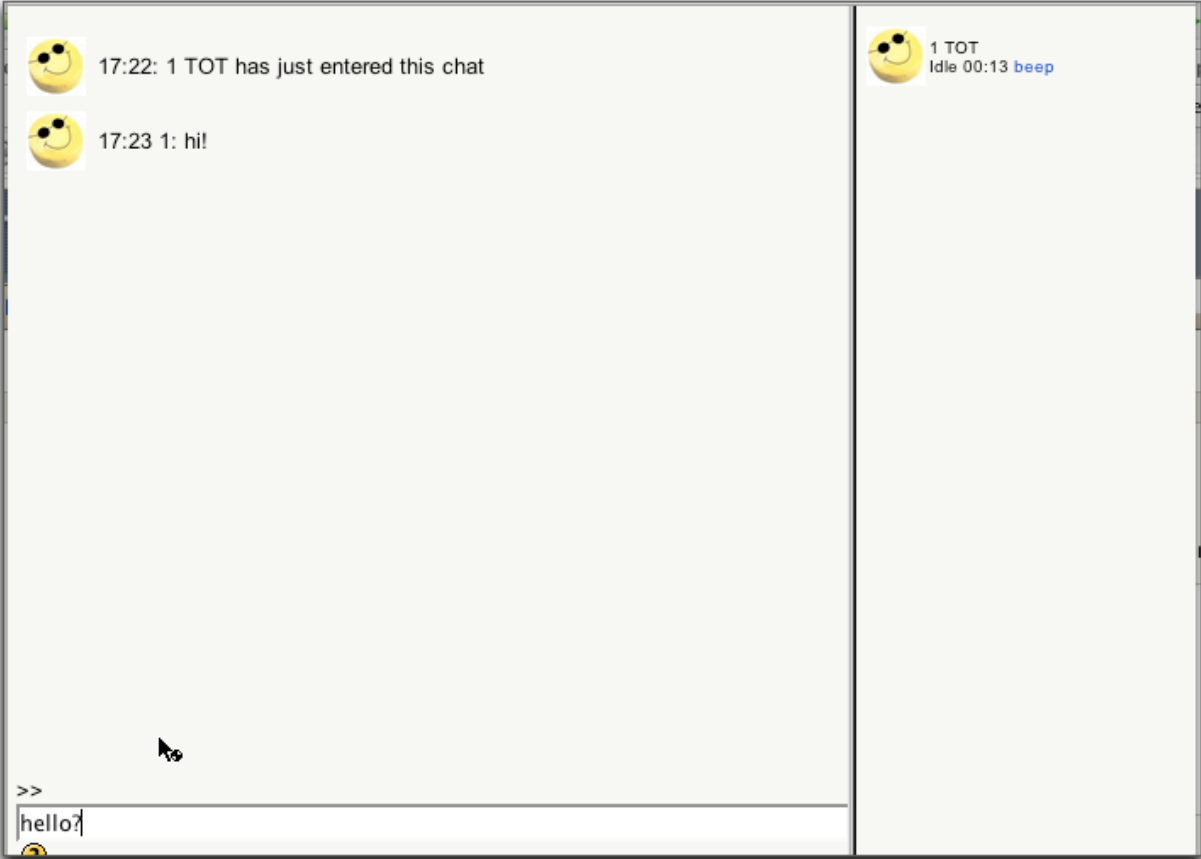 17:22: 1 TOT has just entered this chat
17:23 1: hi!
>>
hello?
1 TOT
Idle 00:13 beep